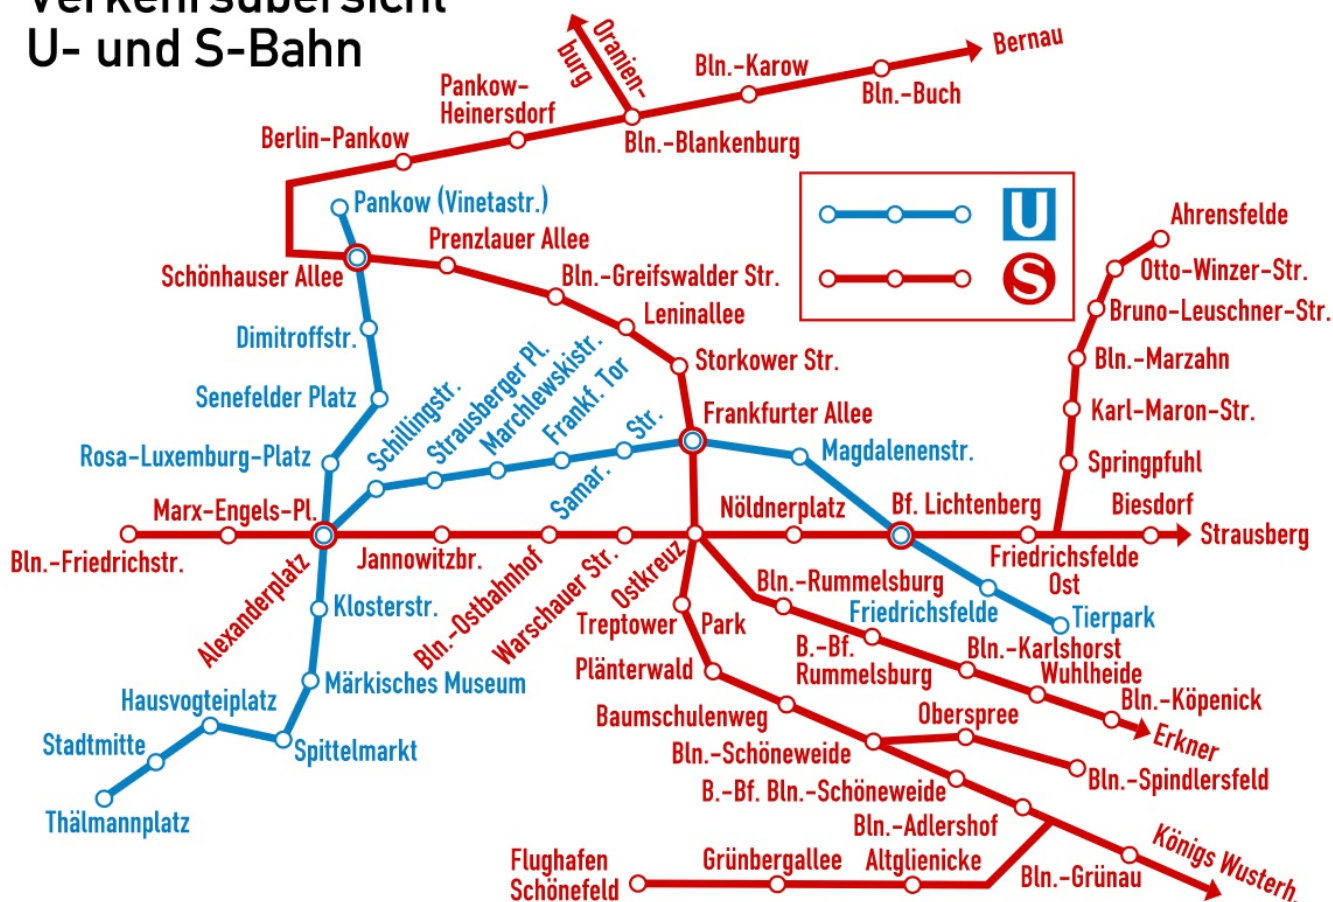 Verkehrsübersicht
U- und S-Bahn
Oranien-
burg
Bernau
Bln.-Karow
Bln.-Buch
Pankow-
Heinersdorf
Bln.-Blankenburg
Berlin-Pankow
Pankow (Vinetastr.)
U
S
Prenzlauer Allee
Schönhauser Allee
Bln.-Greifswalder Str.
Leninallee
Storkower Str.
Dimitroffstr.
Senefelder Platz
Rosa-Luxemburg-Platz
Schillingstr.
Strausberger Pl.
Marchlewskistr.
Frankf. Tor
Samar. Str.
Frankfurter Allee
Magdalenenstr.
Ahrensfelde
Otto-Winzer-Str.
Bruno-Leuschner-Str.
Bln.-Marzahn
Karl-Maron-Str.
Springpfuhl
Marx-Engels-Pl.
Nöldnerplatz
Bf. Lichtenberg
Biesdorf
Strausberg
Bln.-Friedrichstr.
Alexanderplatz
Jannowitzbr.
Bln.-Ostbahnhof
Warschauer Str.
Ostkreuz
Friedrichsfelde
Ost
Klosterstr.
Märkisches Museum
Hausvogteiplatz
Spittelmarkt
Stadtmitte
Thälmannplatz
Friedrichsfelde
Tierpark
Bln.-Rummelsburg
B.-Bf.
Rummelsburg
Bln.-Karlshorst
Wuhlheide
Bln.-Köpenick
Erkner
Treptower Park
Plänterwald
Baumschulenweg
Bln.-Schöneweide
Oberspree
Bln.-Spindlersfeld
B.-Bf. Bln.-Schöneweide
Bln.-Adlershof
Königs Wusterh.
Bln.-Grünau
Altglienicke
Grünbergallee
Flughafen
Schönefeld